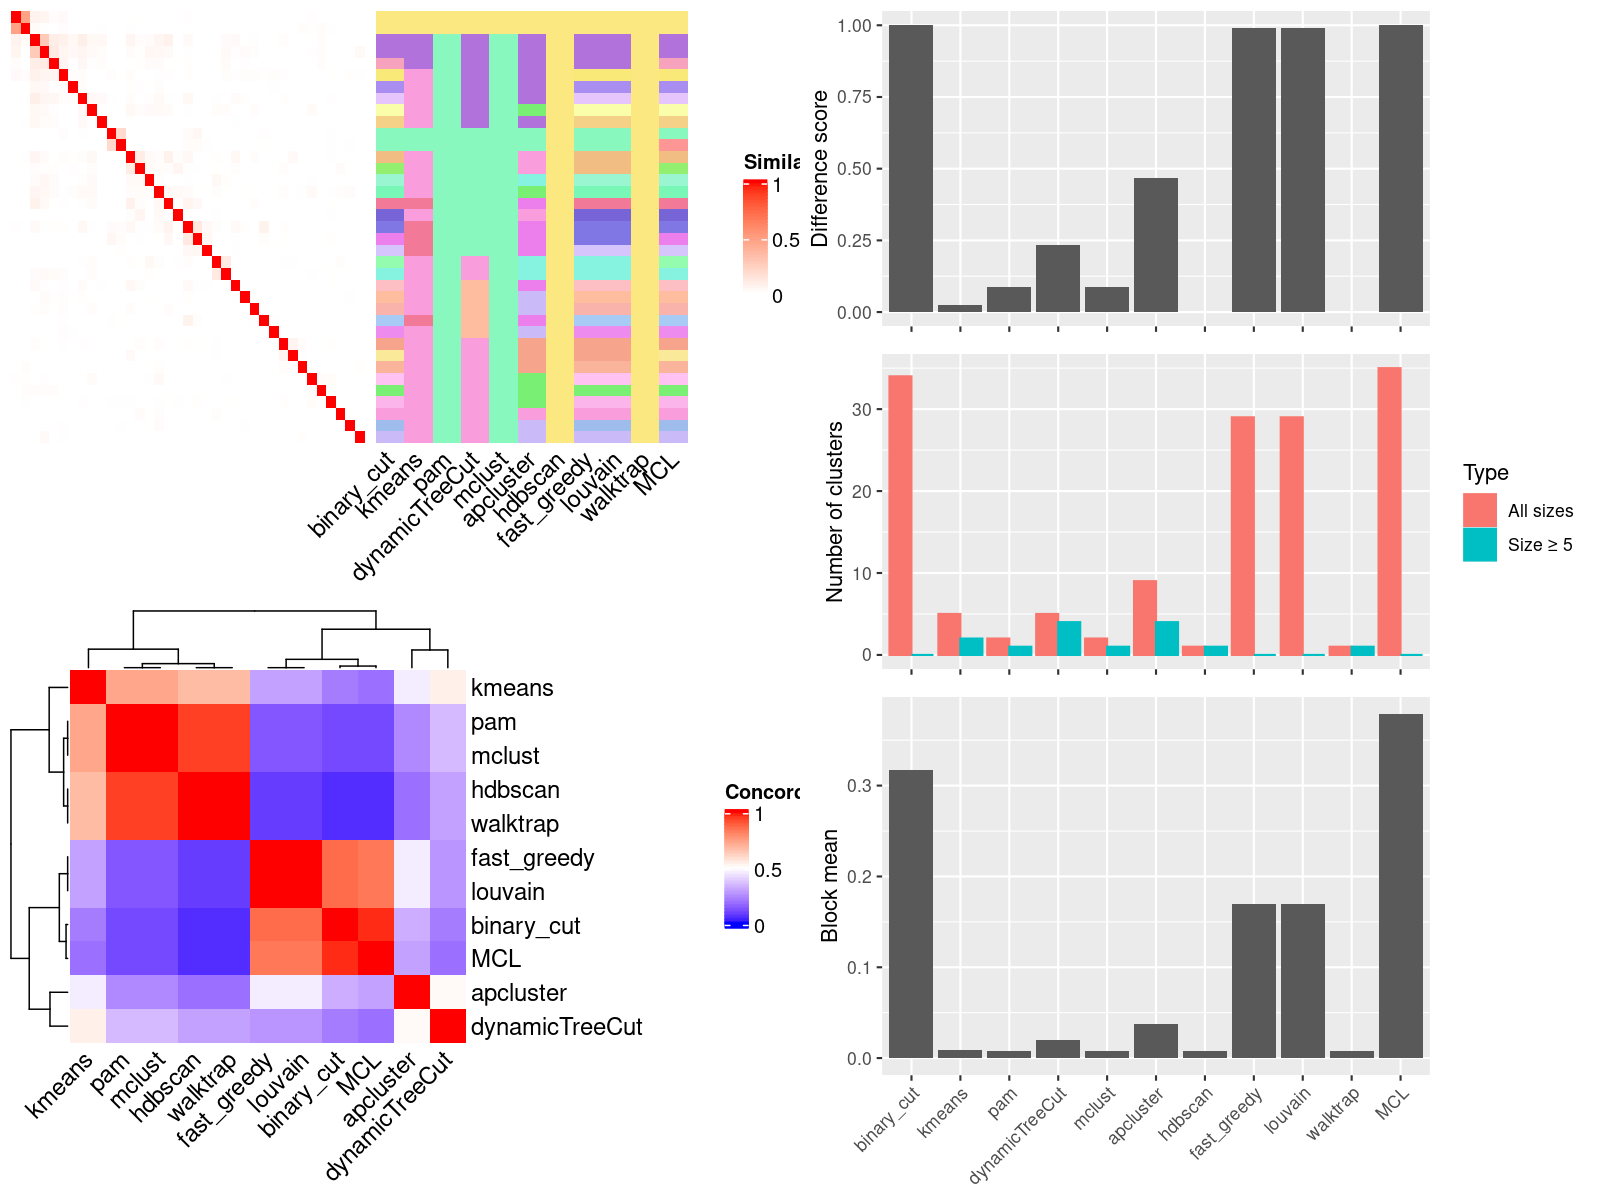 Simila
1
0.5
0
binary_cut
kmeans
pam
dynamicTreeCut
mclust
apcluster
hdbscan
fast_greedy
louvain
walktrap
MCL
kmeans
pam
mclust
hdbscan
walktrap
fast_greedy
louvain
binary_cut
MCL
apcluster
dynamicTreeCut
Concord
1
0.5
0
kmeans
pam
mclust
hdbscan
walktrap
fast_greedy
louvain
binary_cut
MCL
apcluster
dynamicTreeCut
Difference score
1.00
0.75
0.50
0.25
0.00
Number of clusters
30
20
10
0
Type
All sizes
Size ≥ 5
Block mean
0.3
0.2
0.1
0.0
binary_cut
kmeans
pam
dynamicTreeCut
mclust
apcluster
hdbscan
fast_greedy
louvain
walktrap
MCL